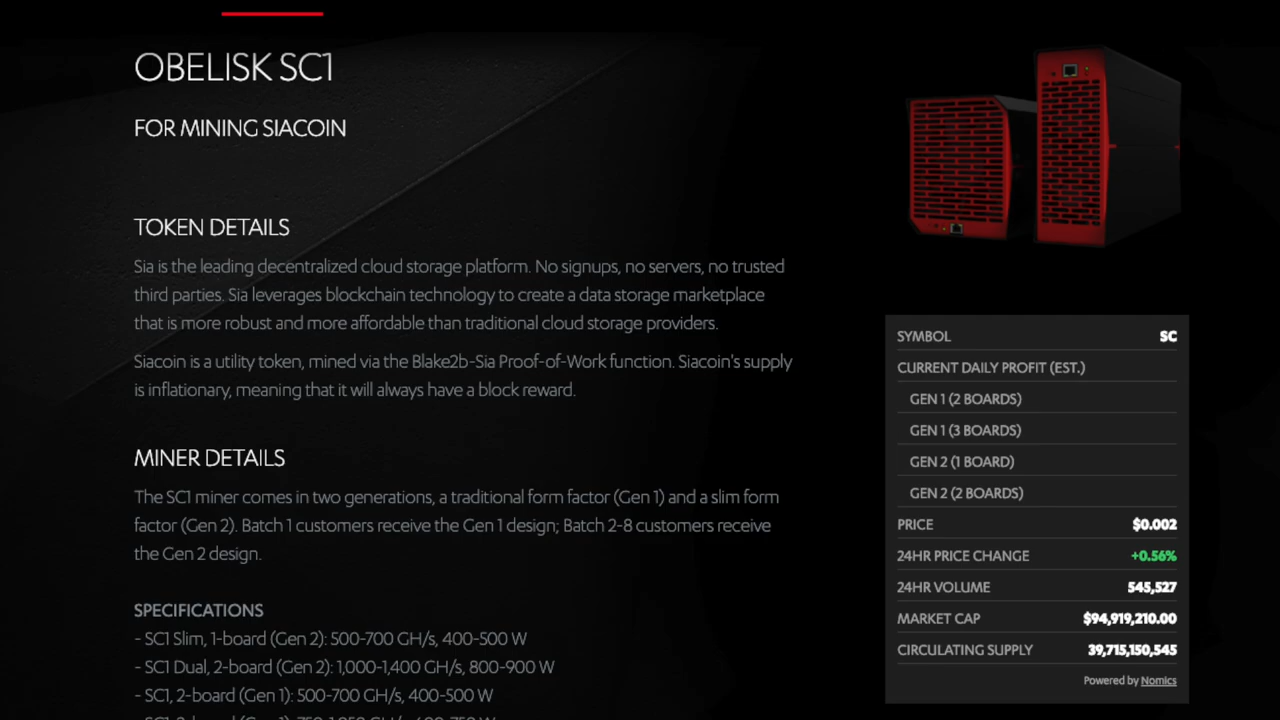 OBELISK SC1
FOR MINING SIACOIN
TOKEN DETAILS
Sia is the leading decentralized cloud storage platform. No signups, no servers, no trusted
third parties. Sia leverages blockchain technology to create a data storage marketplace
that is more robust and more affordable than traditional cloud storage providers.
Siacoin is a utility token, mined via the Blake2b-Sia Proof-of-Work function. Siacoin's supply
is inflationary, meaning that it will always have a block reward.
MINER DETAILS
The SC1 miner comes in two generations, a traditional form factor (Gen 1) and a slim form
factor (Gen 2). Batch 1 customers receive the Gen 1 design; Batch 2-8 customers receive
the Gen 2 design.
SPECIFICATIONS
- SC1 Slim, 1-board (Gen 2): 500-700 GH/s, 400-500 W
- SC1 Dual, 2-board (Gen 2): 1,000-1,400 GH/s, 800-900 W
- SC1, 2-board (Gen 1): 500-700 GH/s, 400-500 W
SYMBOL SC
CURRENT DAILY PROFIT (EST.)
GEN 1 (2 BOARDS)
GEN 1 (3 BOARDS)
GEN 2 (1 BOARD)
GEN 2 (2 BOARDS)
PRICE $0.002
24HR PRICE CHANGE +0.56%
24HR VOLUME 545,527
MARKET CAP $94,919,210.00
CIRCULATING SUPPLY 39,715,150,545
Powered by Nomics